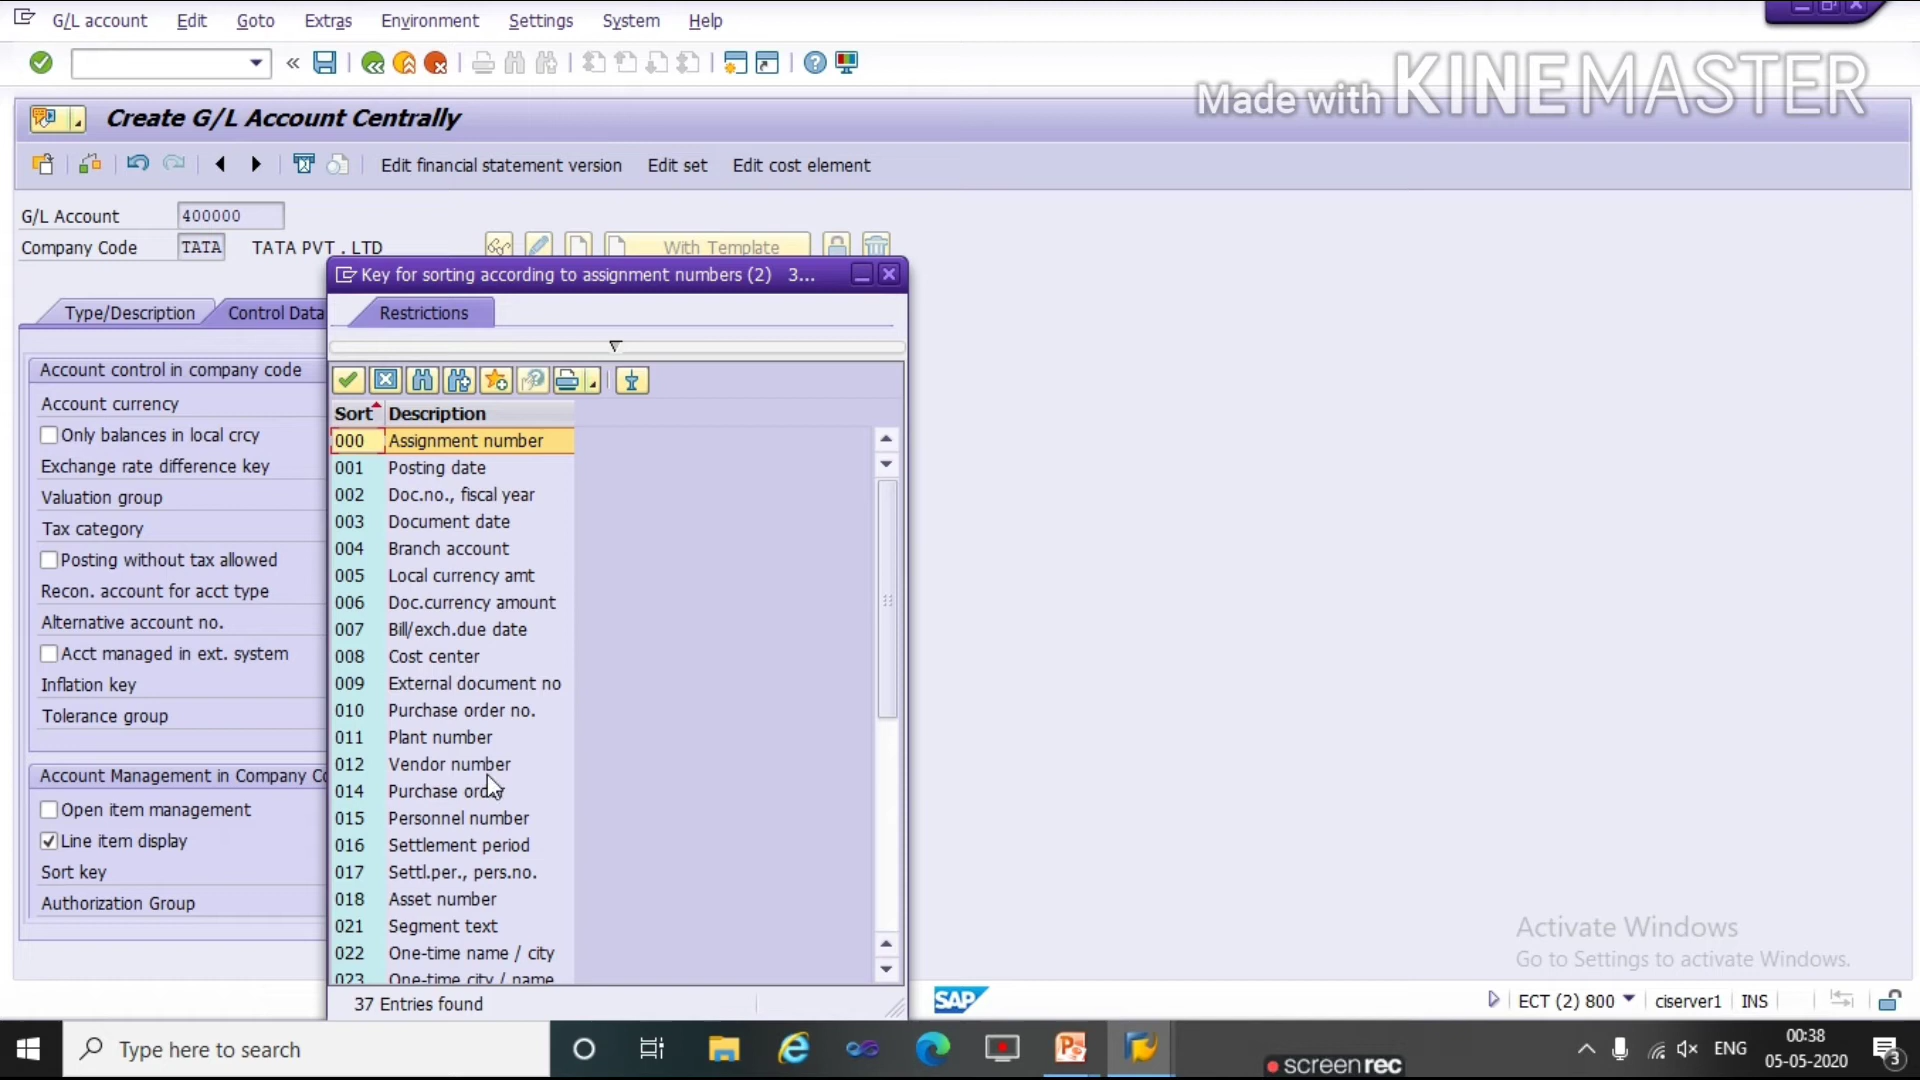 G/L account Edit Goto Extras Environment Settings System Help
Made with KINEMASTER
Create G/L Account Centrally
Edit financial statement version Edit set Edit cost element
G/L Account 400000
Company Code TATA TATA PVT . LTD With Template
Key for sorting according to assignment numbers (2) 3...
Type/Description Control Data
Restrictions
Account control in company code
Account currency
Only balances in local crcy
Exchange rate difference key
Valuation group
Tax category
Posting without tax allowed
Recon. account for acct type
Alternative account no.
Acct managed in ext. system
Inflation key
Tolerance group
Account Management in Company Co
Open item management
Line item display
Sort key
Authorization Group
Sort Description
000 Assignment number
001 Posting date
002 Doc.no., fiscal year
003 Document date
004 Branch account
005 Local currency amt
006 Doc.currency amount
007 Bill/exch.due date
008 Cost center
009 External document no
010 Purchase order no.
011 Plant number
012 Vendor number
014 Purchase order
015 Personnel number
016 Settlement period
017 Settl.per., pers.no.
018 Asset number
021 Segment text
022 One-time name / city
023 One-time city / name
37 Entries found
Activate Windows
Go to Settings to activate Windows.
SAP
ECT (2) 800 ciserver1 INS
Type here to search
screenrec
ENG
00:38
05-05-2020
3